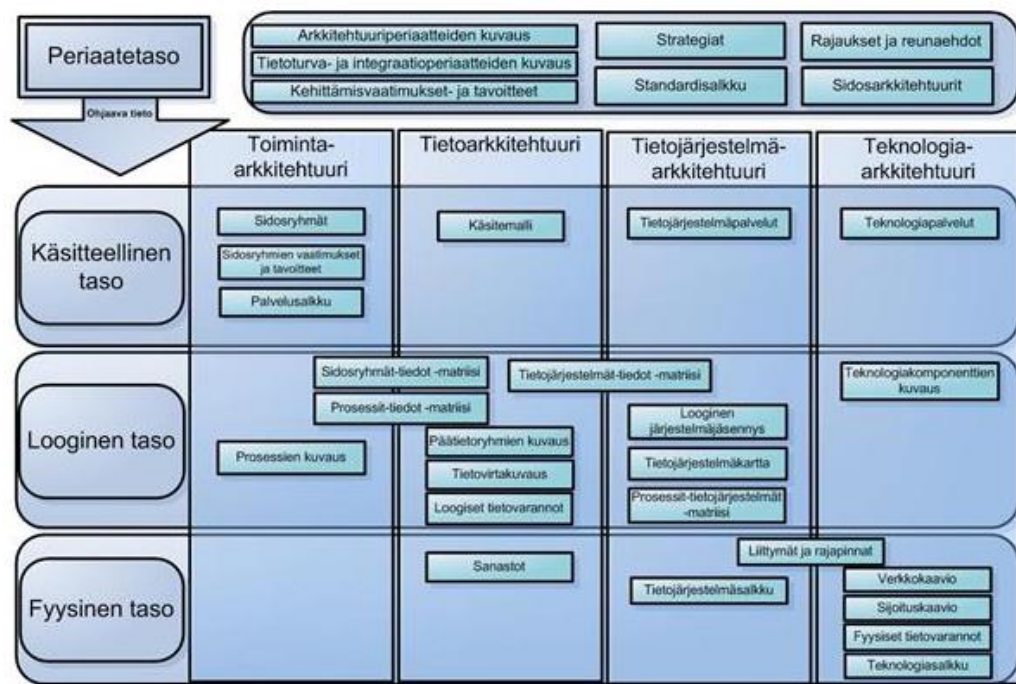 Periaatetaso
Ohjaava tieto
Arkkitehtuuriperiaatteiden kuvaus
Tietoturva- ja integraatioperiaatteiden kuvaus
Kehittämisvaatimukset- ja tavoitteet
Strategiat
Standardisalkku
Rajaukset ja reunaehdot
Sidosarkkitehtuurit
Toiminta-
arkkitehtuuri
Tietoarkkitehtuuri
Tietojärjestelmä-
arkkitehtuuri
Teknologia-
arkkitehtuuri
Käsitteellinen
taso
Sidosryhmät
Sidosryhmien vaatimukset
ja tavoitteet
Palvelusalkku
Käsitemalli
Tietojärjestelmäpalvelut
Teknologiapalvelut
Looginen taso
Sidosryhmät-tiedot -matriisi
Prosessit-tiedot -matriisi
Prosessien kuvaus
Tietojärjestelmät-tiedot -matriisi
Päätietoryhmien kuvaus
Tietovirtakuvaus
Loogiset tietovarannot
Looginen
järjestelmäjäsennys
Tietojärjestelmäkartta
Prosessit-tietojärjestelmät
-matriisi
Teknologiakomponenttien
kuvaus
Fyysinen taso
Sanastot
Liittymät ja rajapinnat
Tietojärjestelmäsalkku
Verkkokaavio
Sijoituskaavio
Fyysiset tietovarannot
Teknologiasalkku